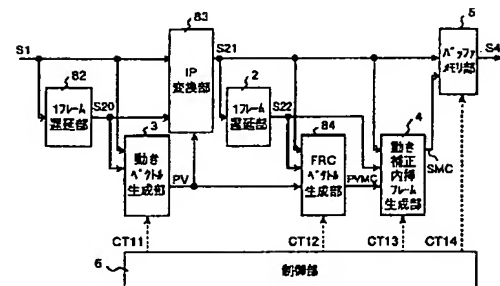 83
5
S1
S21
S4
82
IP
変換部
2
バッファ
メモリ部
1フレーム
遅延部
S20
1フレーム
遅延部
S22
84
4
3
動き
ベクトル
生成部
PV
FRC
ベクトル
生成部
PVMC
動き
補正内挿
フレーム
生成部
SMC
CT11
CT12
CT13
CT14
6
制御部